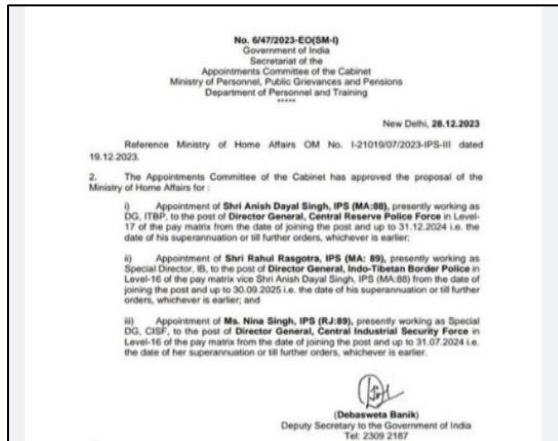 No. 6/47/2023-EO(SM-I)
Government of India
Secretariat of the
Appointments Committee of the Cabinet
Ministry of Personnel, Public Grievances and Pensions
Department of Personnel and Training
*****
New Delhi, 28.12.2023
Reference Ministry of Home Affairs OM No. I-21019/07/2023-IPS-III dated
19.12.2023.
2. The Appointments Committee of the Cabinet has approved the proposal of the
Ministry of Home Affairs for :
i) Appointment of Shri Anish Dayal Singh, IPS (MA:88), presently working as
DG, ITBP, to the post of Director General, Central Reserve Police Force in Level-
17 of the pay matrix from the date of joining the post and up to 31.12.2024 i.e. the
date of his superannuation or till further orders, whichever is earlier;
ii) Appointment of Shri Rahul Rasgotra, IPS (MA: 89), presently working as
Special Director, IB, to the post of Director General, Indo-Tibetan Border Police in
Level-16 of the pay matrix vice Shri Anish Dayal Singh, IPS (MA:88) from the date of
joining the post and up to 30.09.2025 i.e. the date of his superannuation or till further
orders, whichever is earlier; and
iii) Appointment of Ms. Nina Singh, IPS (RJ:89), presently working as Special
DG, CISF, to the post of Director General, Central Industrial Security Force in
Level-16 of the pay matrix from the date of joining the post and up to 31.07.2024 i.e.
the date of her superannuation or till further orders, whichever is earlier.
(Debasweta Banik)
Deputy Secretary to the Government of India
Tel: 2309 2187